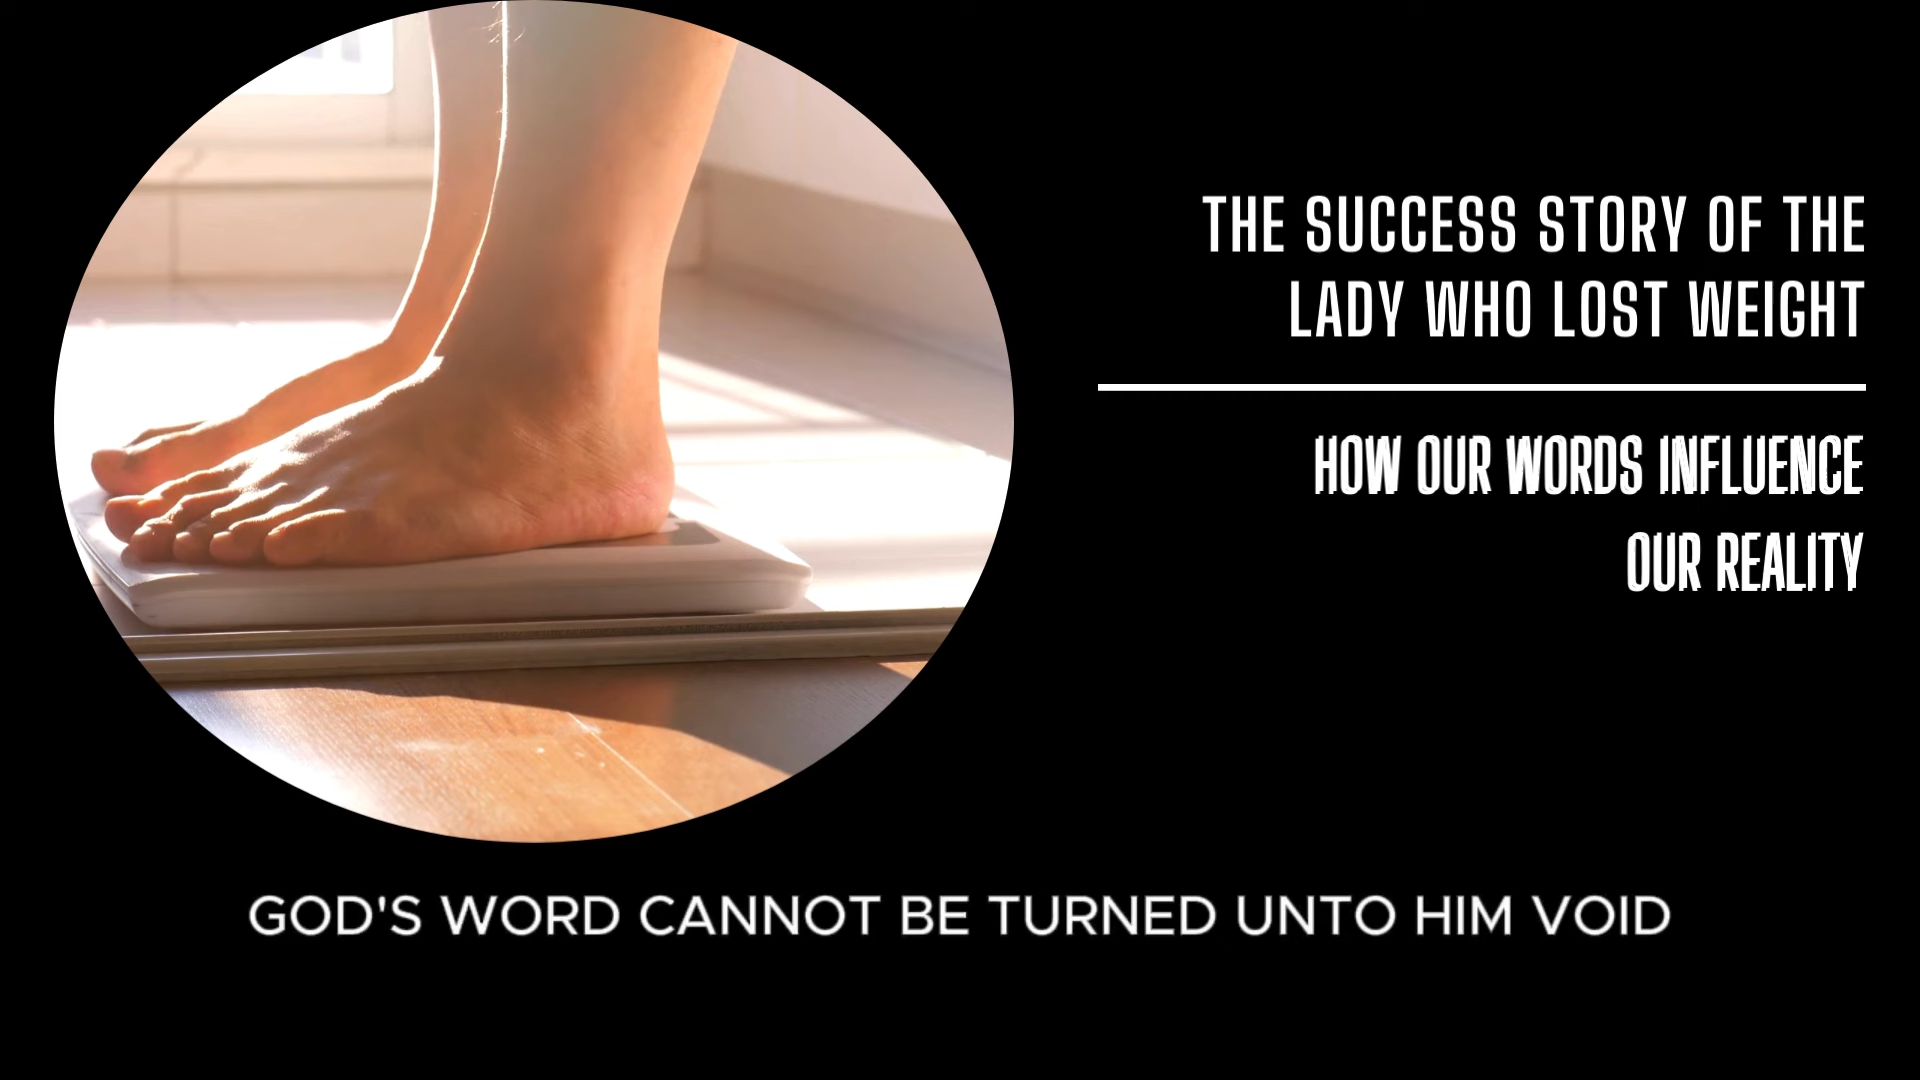 THE SUCCESS STORY OF THE
LADY WHO LOST WEIGHT
HOW OUR WORDS INFLUENCE
OUR REALITY
GOD'S WORD CANNOT BE TURNED UNTO HIM VOID